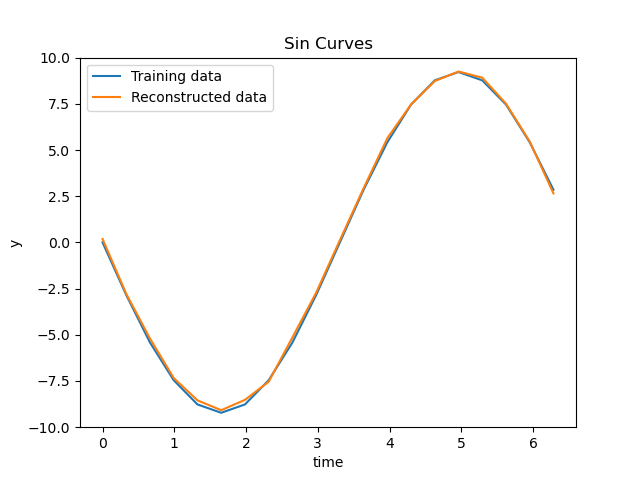 Sin Curves
Training data
Reconstructed data
10.0
7.5
5.0
2.5
0.0
−2.5
−5.0
−7.5
−10.0
y
0 1 2 3 4 5 6
time